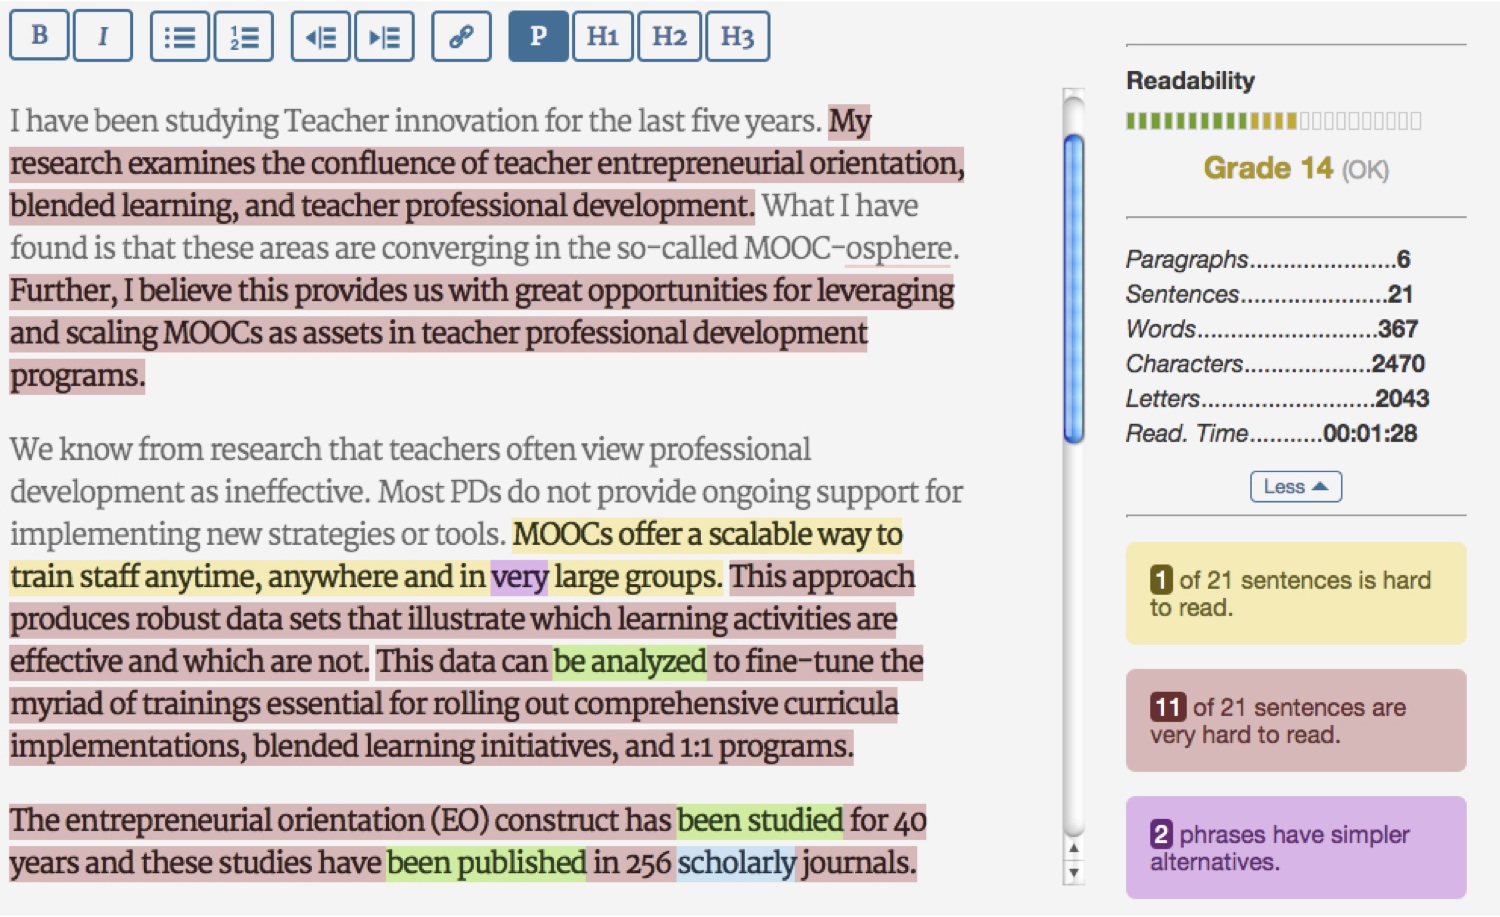 B I 1 2 P H1 H2 H3
I have been studying Teacher innovation for the last five years. My
research examines the confluence of teacher entrepreneurial orientation,
blended learning, and teacher professional development. What I have
found is that these areas are converging in the so-called MOOC-osphere.
Further, I believe this provides us with great opportunities for leveraging
and scaling MOOCs as assets in teacher professional development
programs.
We know from research that teachers often view professional
development as ineffective. Most PDs do not provide ongoing support for
implementing new strategies or tools. MOOCs offer a scalable way to
train staff anytime, anywhere and in very large groups. This approach
produces robust data sets that illustrate which learning activities are
effective and which are not. This data can be analyzed to fine-tune the
myriad of trainings essential for rolling out comprehensive curricula
implementations, blended learning initiatives, and 1:1 programs.
The entrepreneurial orientation (EO) construct has been studied for 40
years and these studies have been published in 256 scholarly journals.
Readability
Grade 14 (OK)
Paragraphs.....................6
Sentences.....................21
Words..........................367
Characters..................2470
Letters.........................2043
Read. Time..........00:01:28
Less
1 of 21 sentences is hard
to read.
11 of 21 sentences are
very hard to read.
2 phrases have simpler
alternatives.